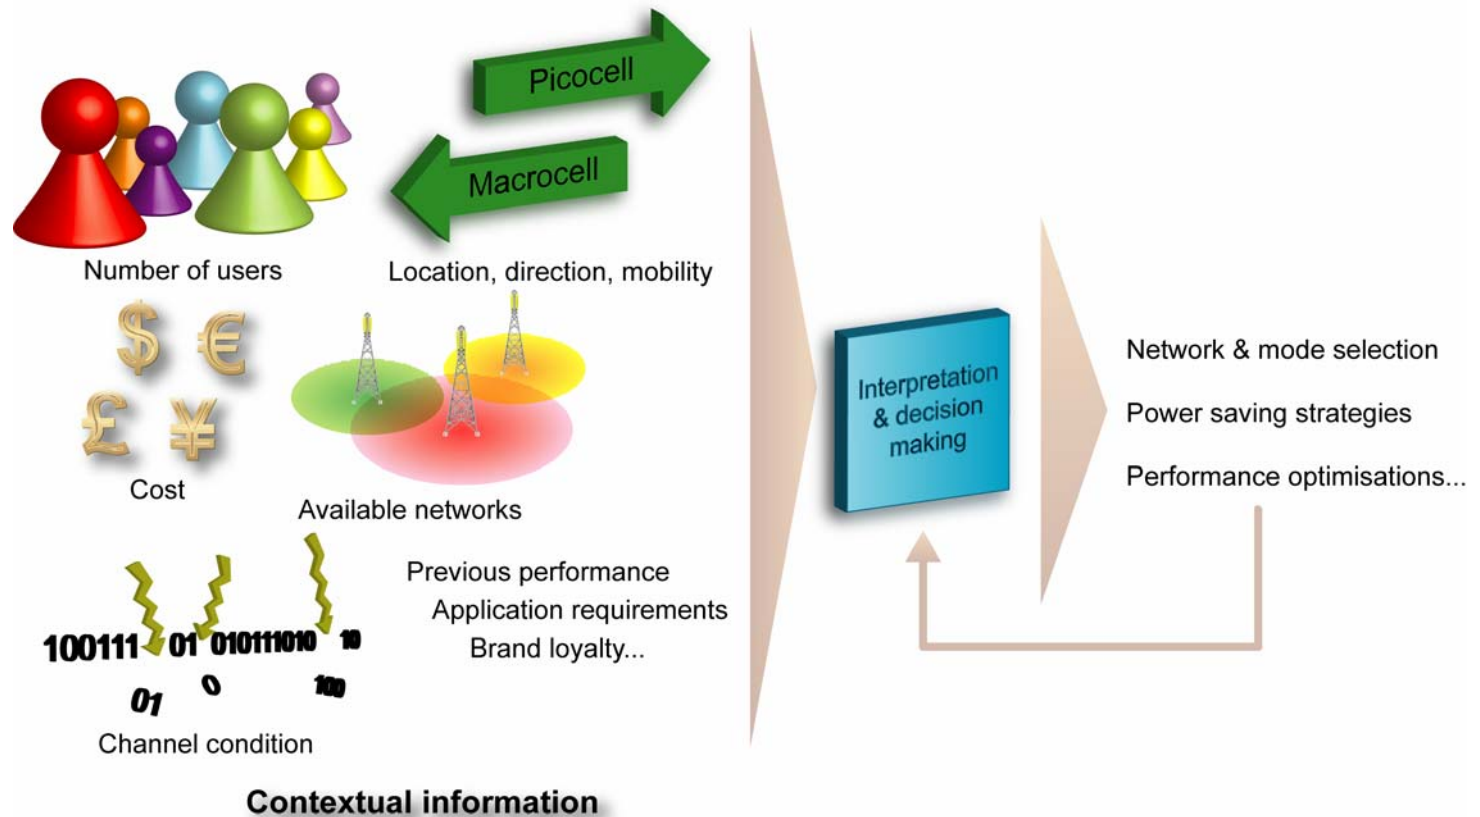 Picocell
Macrocell
Number of users
Location, direction, mobility
$ €
£ ¥
Cost
Available networks
Previous performance
Application requirements
Brand loyalty...
100111 01 010111010 10
01 0 100
Channel condition
Contextual information
Interpretation
& decision
making
Network & mode selection
Power saving strategies
Performance optimisations...